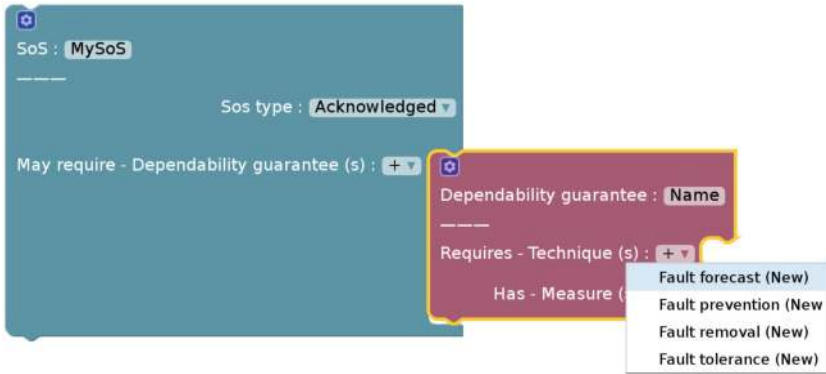 SoS : MySoS
———
Sos type : Acknowledged
May require - Dependability guarantee (s) : +
Dependability guarantee : Name
———
Requires - Technique (s) : +
Has - Measure (
Fault forecast (New)
Fault prevention (New
Fault removal (New)
Fault tolerance (New)